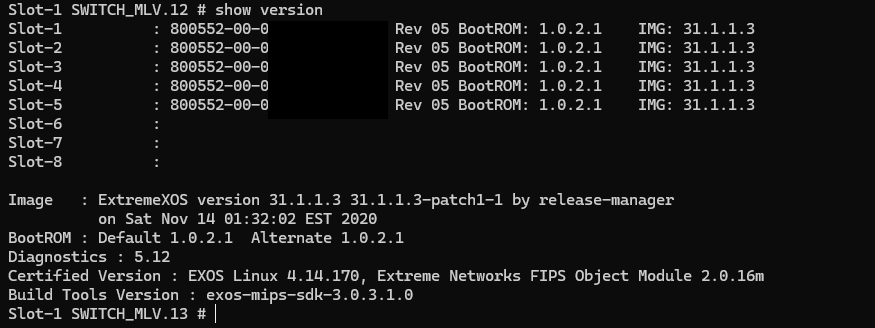 Slot-1 SWITCH_MLV.12 # show version
Slot-1 : 800552-00-0 Rev 05 BootROM: 1.0.2.1 IMG: 31.1.1.3
Slot-2 : 800552-00-0 Rev 05 BootROM: 1.0.2.1 IMG: 31.1.1.3
Slot-3 : 800552-00-0 Rev 05 BootROM: 1.0.2.1 IMG: 31.1.1.3
Slot-4 : 800552-00-0 Rev 05 BootROM: 1.0.2.1 IMG: 31.1.1.3
Slot-5 : 800552-00-0 Rev 05 BootROM: 1.0.2.1 IMG: 31.1.1.3
Slot-6 :
Slot-7 :
Slot-8 :
Image : ExtremeXOS version 31.1.1.3 31.1.1.3-patch1-1 by release-manager
on Sat Nov 14 01:32:02 EST 2020
BootROM : Default 1.0.2.1 Alternate 1.0.2.1
Diagnostics : 5.12
Certified Version : EXOS Linux 4.14.170, Extreme Networks FIPS Object Module 2.0.16m
Build Tools Version : exos-mips-sdk-3.0.3.1.0
Slot-1 SWITCH_MLV.13 #